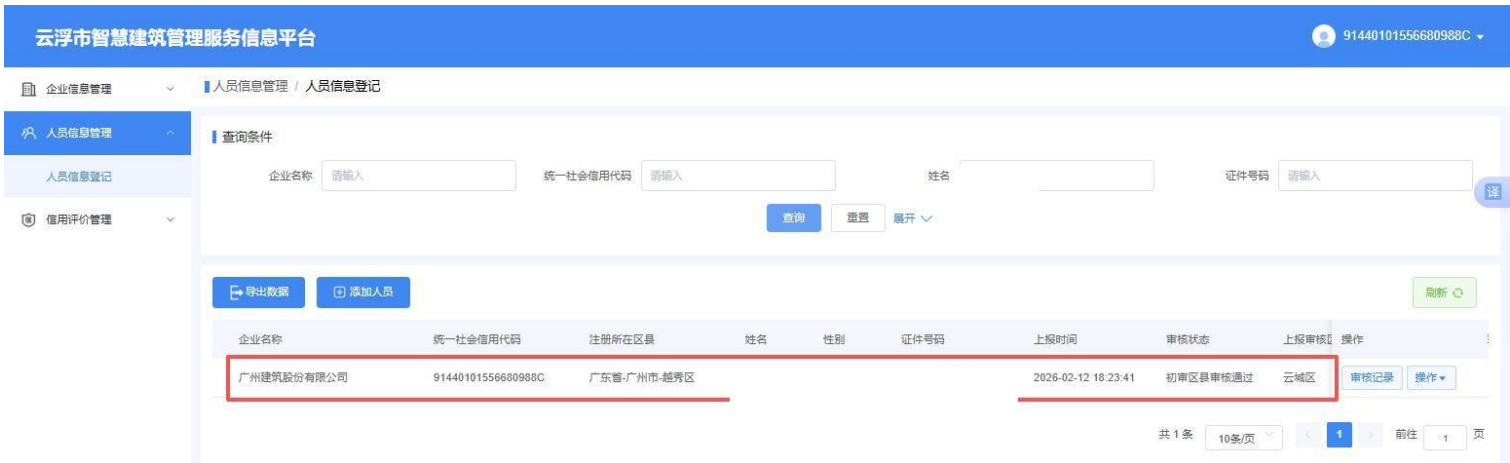 云浮市智慧建筑管理服务信息平台
91440101556680988C
企业信息管理
人员信息管理
人员信息登记
信用评价管理
人员信息管理 / 人员信息登记
查询条件
企业名称 请输入 统一社会信用代码 请输入 姓名 证件号码 请输入
查询 重置 展开
译
导出数据 添加人员 刷新
企业名称 统一社会信用代码 注册所在区县 姓名 性别 证件号码 上报时间 审核状态 上报审核 操作
广州建筑股份有限公司 91440101556680988C 广东省-广州市-越秀区 2026-02-12 18:23:41 初审区县审核通过 云城区 审核记录 操作
共 1 条 10条/页 1 前往 1 页